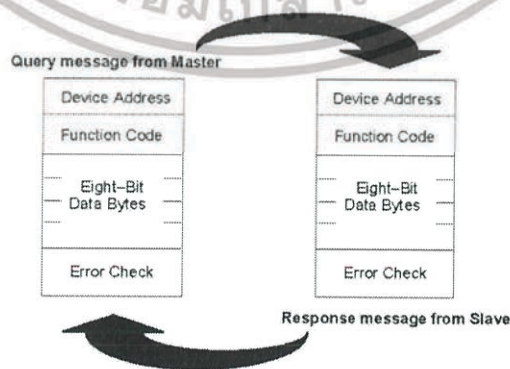 Query message from Master
Device Address
Function Code
Eight-Bit
Data Bytes
Error Check
Device Address
Function Code
Eight-Bit
Data Bytes
Error Check
Response message from Slave